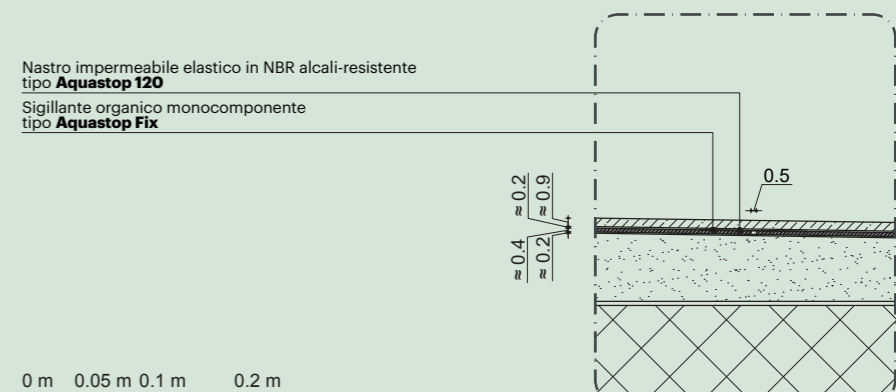 Nastro impermeabile elastico in NBR alcali-resistente
tipo Aquastop 120
Sigillante organico monocomponente
tipo Aquastop Fix
0.5
≈ 0.2
≈ 0.9
≈ 0.4
≈ 0.2
0 m 0.05 m 0.1 m 0.2 m